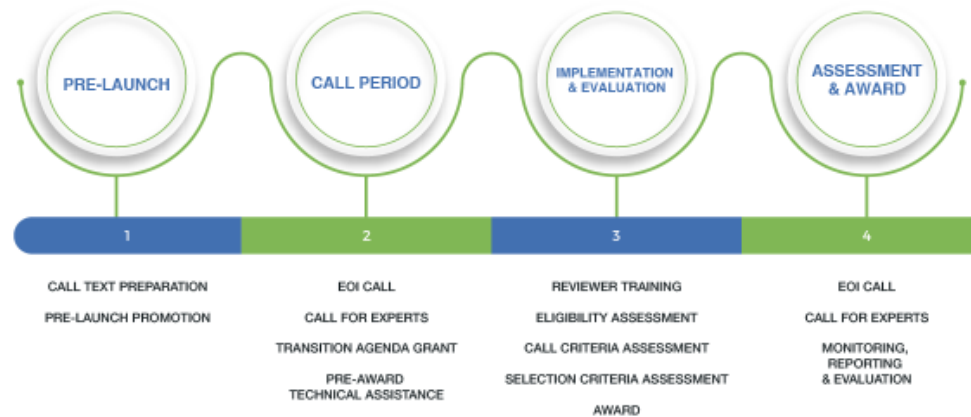 PRE-LAUNCH
CALL PERIOD
IMPLEMENTATION
& EVALUATION
ASSESSMENT
& AWARD
1
2
3
4
CALL TEXT PREPARATION
PRE-LAUNCH PROMOTION
EOI CALL
CALL FOR EXPERTS
TRANSITION AGENDA GRANT
PRE-AWARD
TECHNICAL ASSISTANCE
REVIEWER TRAINING
ELIGIBILITY ASSESSMENT
CALL CRITERIA ASSESSMENT
SELECTION CRITERIA ASSESSMENT
AWARD
EOI CALL
CALL FOR EXPERTS
MONITORING,
REPORTING
& EVALUATION